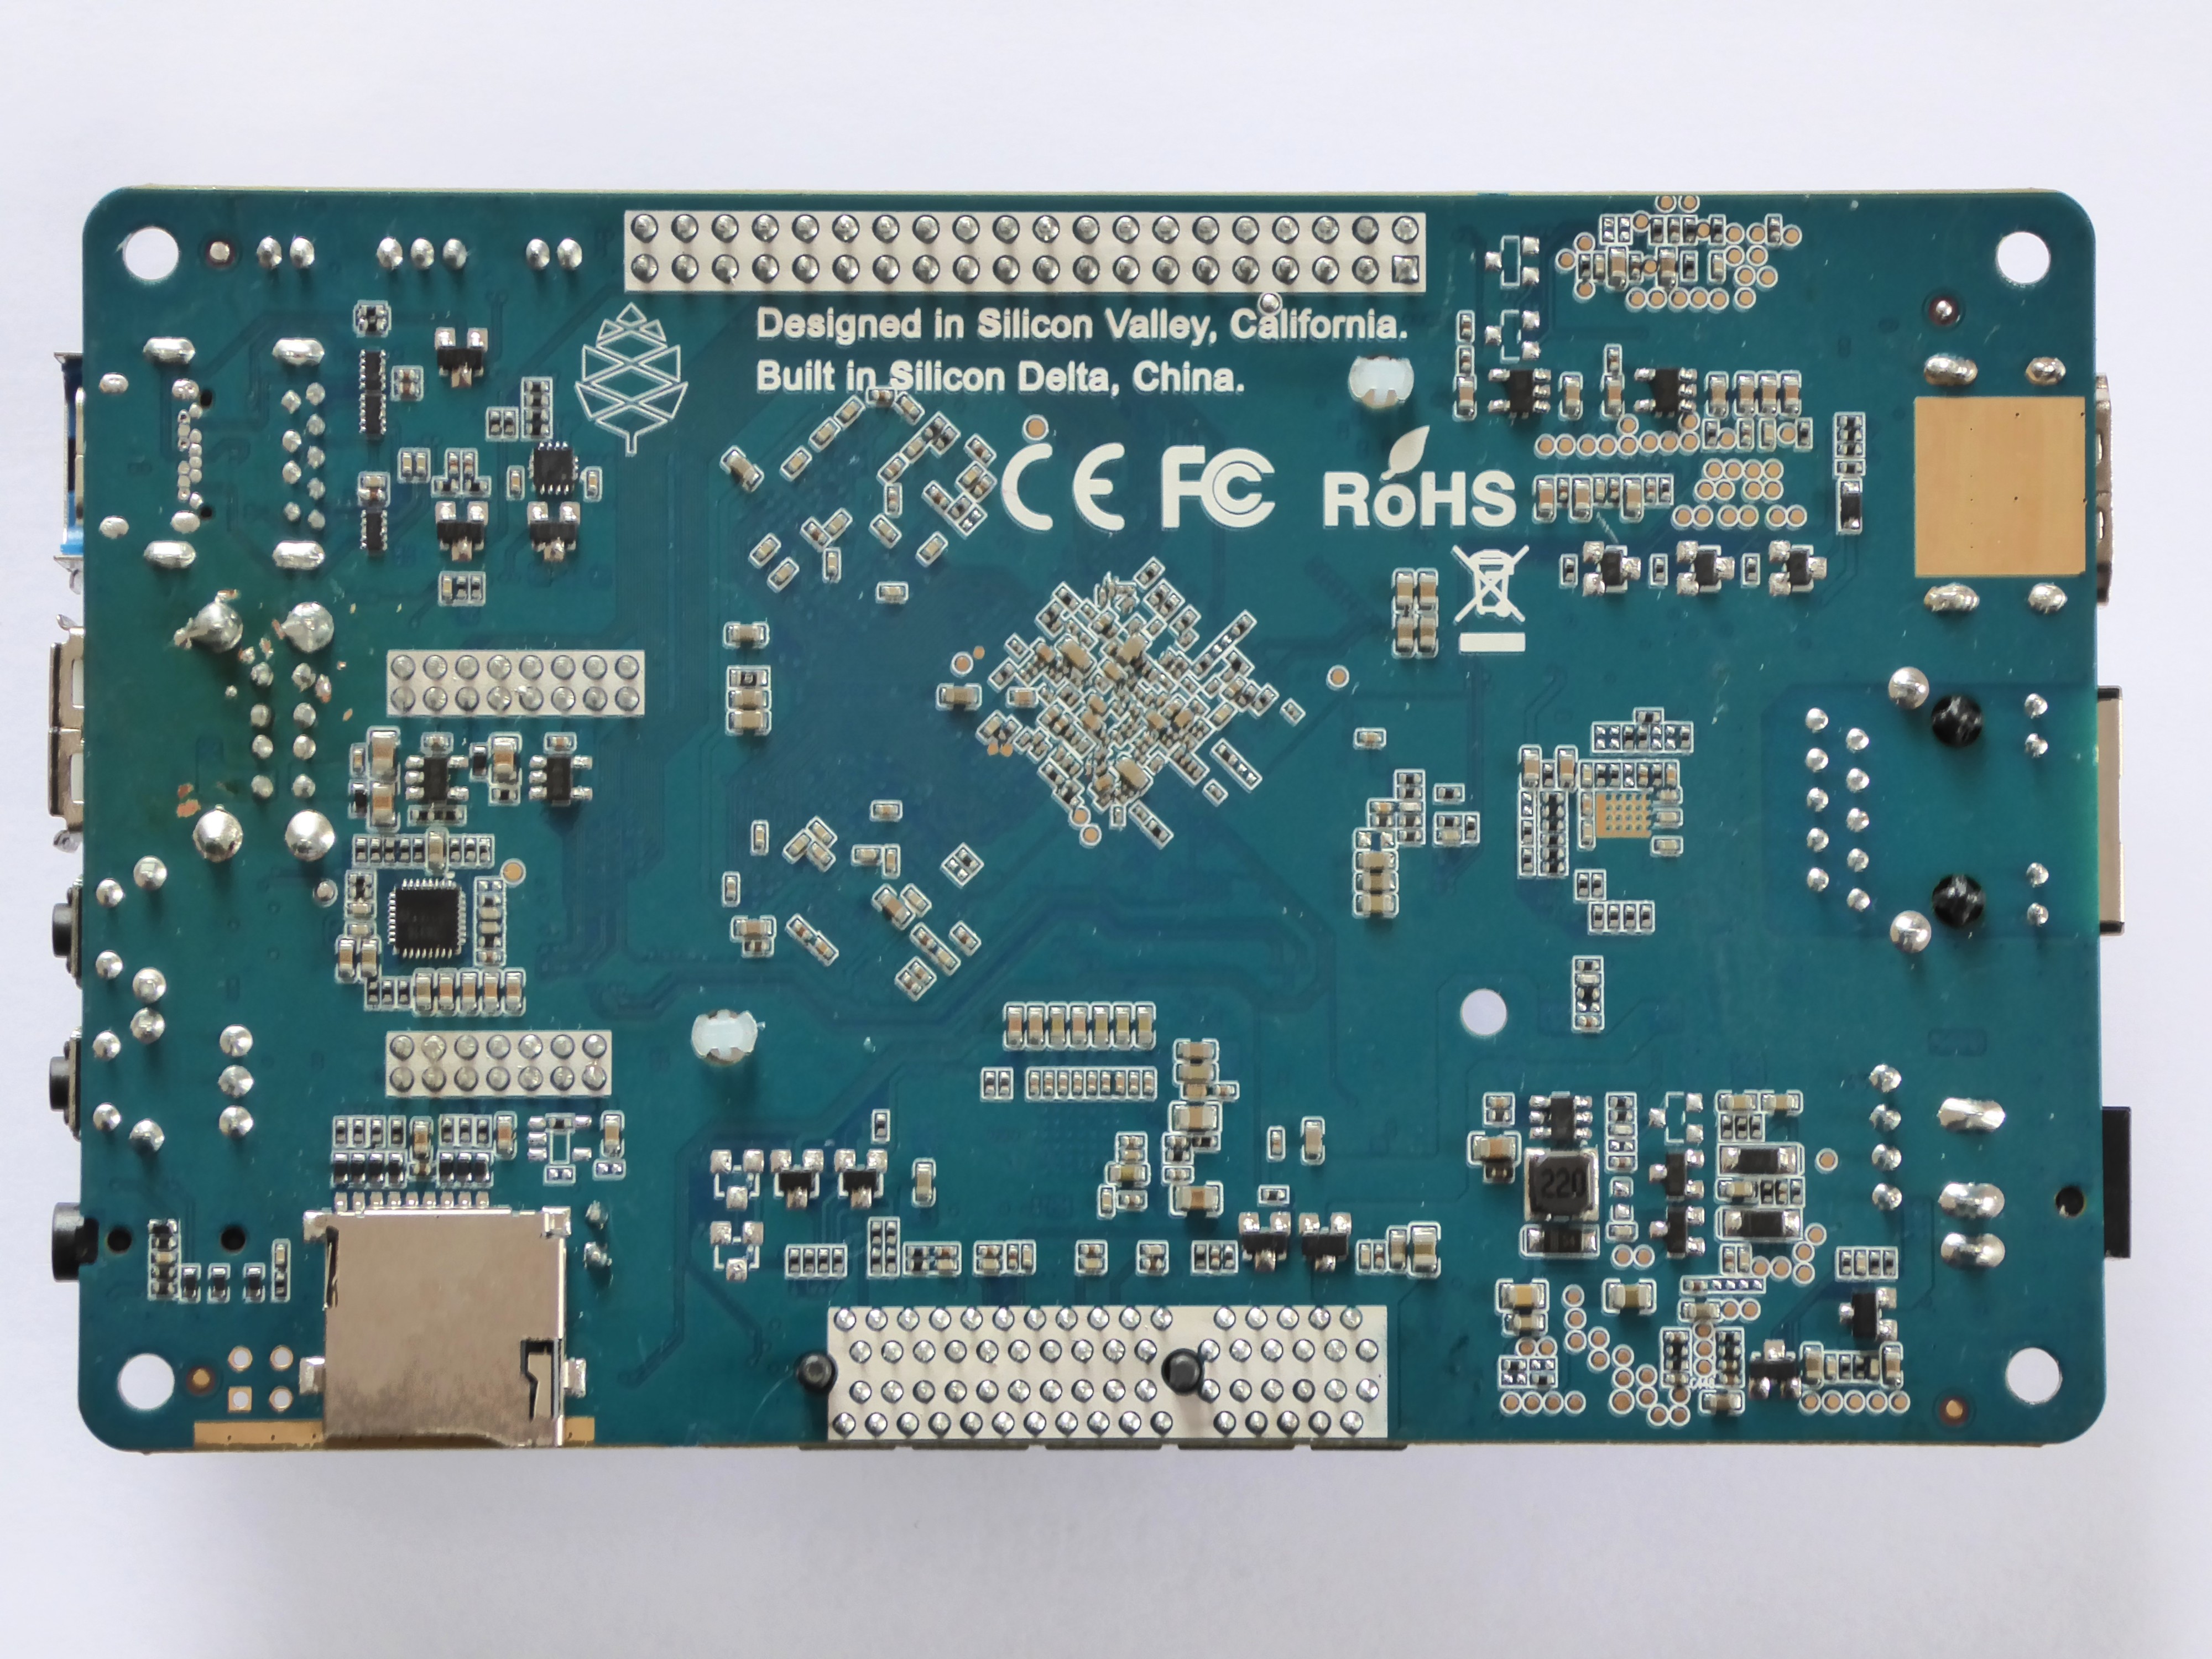 Designed in Silicon Valley, California.
Built in Silicon Delta, China.
CE FC RoHS
220